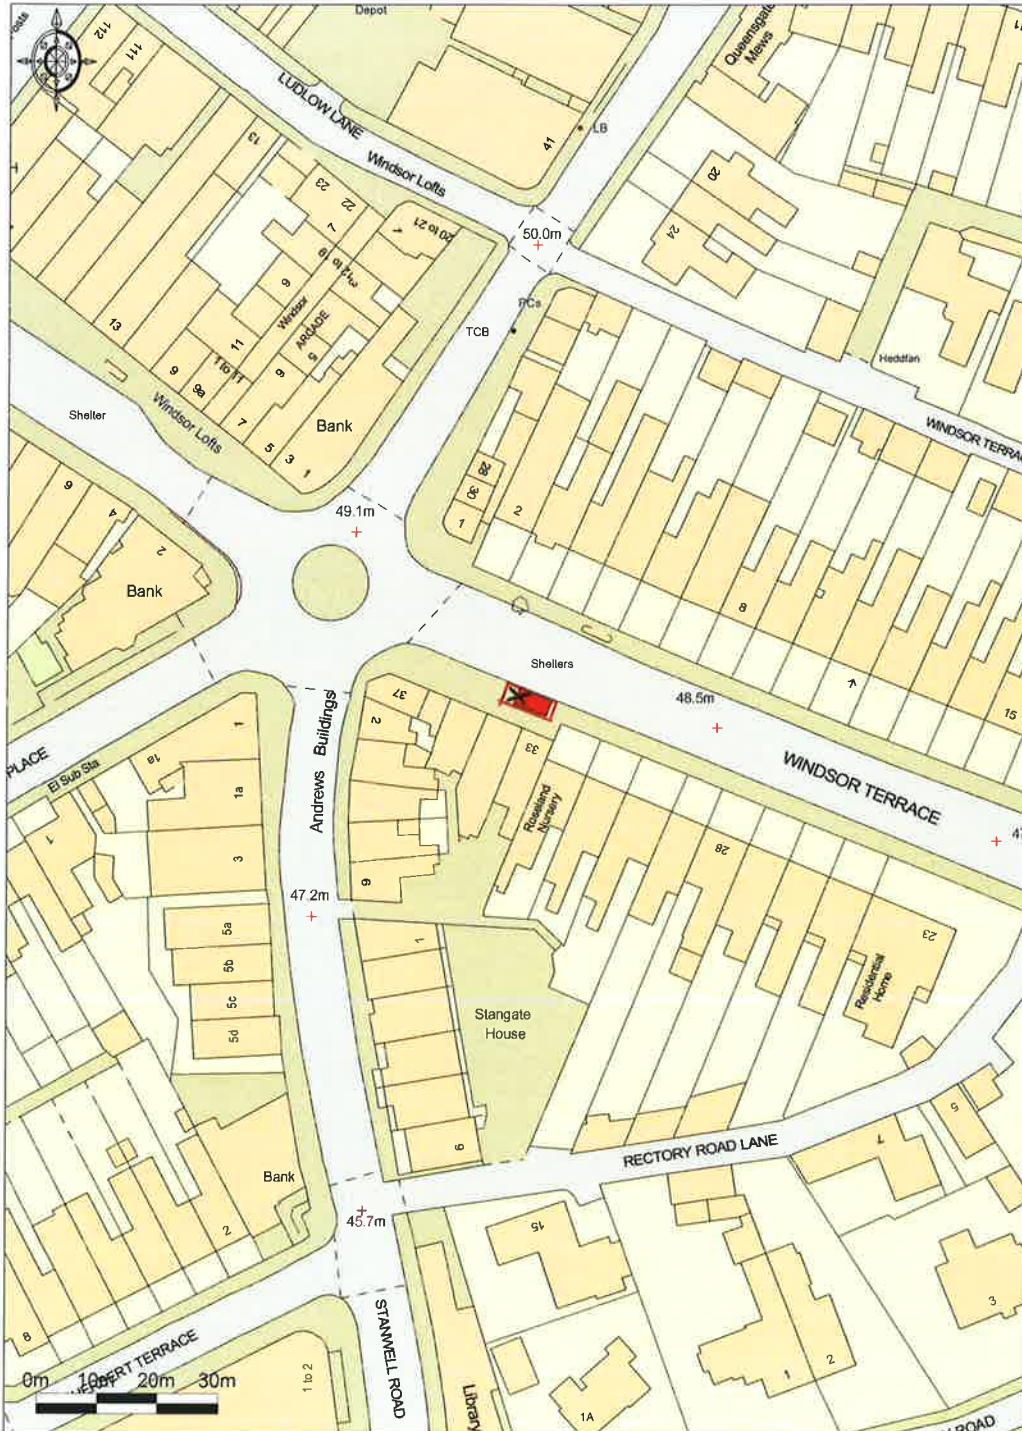 Depot
112
111
Queensgate
Mews
LUDLOW LANE
41
LB
13
Windsor Lofts
23
22
7
1
20 to 21
20
24
50.0m
12 to 19
9
Windsor
ARCADE
PCs
TCB
13
11
5
6
1 to 11
9
9a
7
5
3
1
Bank
Heddfan
Shelter
Windsor Lofts
WINDSOR TERRA
29
30
1
2
49.1m
6
4
2
Bank
8
15
Shelters
48.5m
37
2
33
Andrews Buildings
1
1a
1a
3
PLACE
El Sub Sta
1
Roseland
Nursery
28
WINDSOR TERRACE
47.2m
9
5a
5b
5c
5d
1
23
Residential
Home
Stangate
House
6
RECTORY ROAD LANE
7
5
Bank
2
45.7m
15
3
8
HERBERT TERRACE
STANWELL ROAD
1 to 2
Library
1A
1
2
ROAD
0m 10m 20m 30m